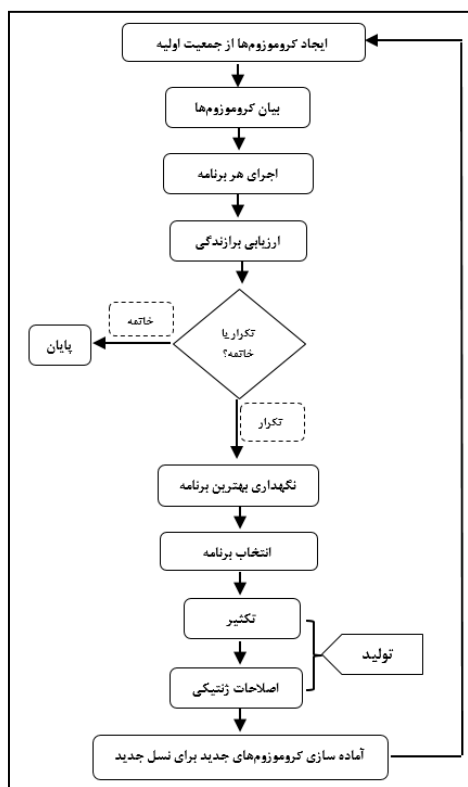 ایجاد کروموزوم‌ها از جمعیت اولیه
بیان کروموزوم‌ها
اجرای هر برنامه
ارزیابی برازندگی
تکرار یا
خاتمه؟
خاتمه
پایان
تکرار
نگهداری بهترین برنامه
انتخاب برنامه
تکثیر
تولید
اصلاحات ژنتیکی
آماده سازی کروموزوم‌های جدید برای نسل جدید